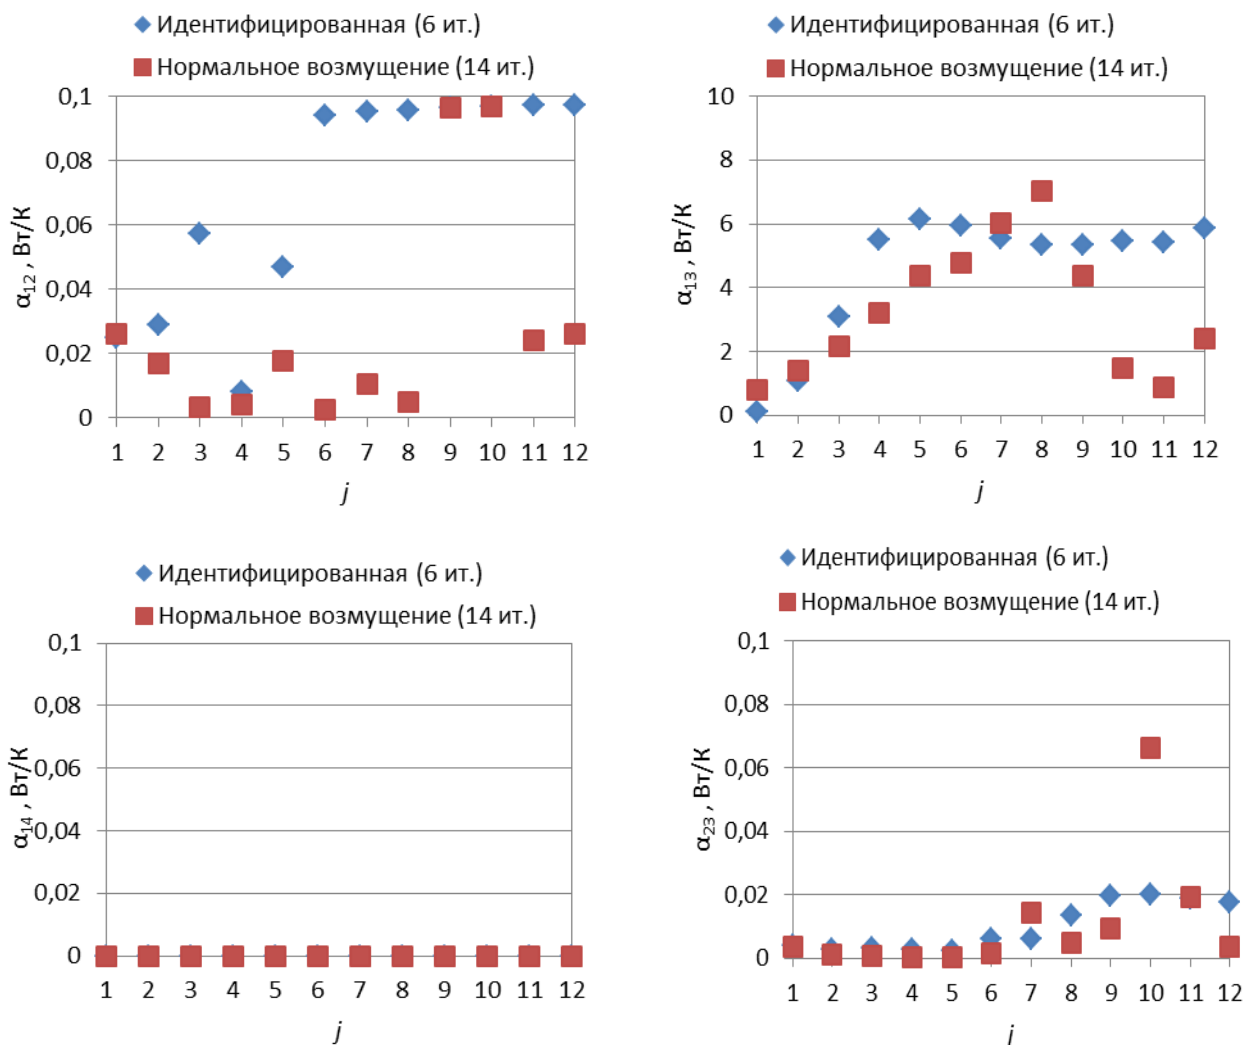 Идентифицированная (6 ит.)
Нормальное возмущение (14 ит.)
0,1
0,08
0,06
0,04
0,02
0
α12 , Вт/К
1 2 3 4 5 6 7 8 9 10 11 12
j
Идентифицированная (6 ит.)
Нормальное возмущение (14 ит.)
10
8
6
4
2
0
α13 , Вт/К
1 2 3 4 5 6 7 8 9 10 11 12
j
Идентифицированная (6 ит.)
Нормальное возмущение (14 ит.)
0,1
0,08
0,06
0,04
0,02
0
α14 , Вт/К
1 2 3 4 5 6 7 8 9 10 11 12
j
Идентифицированная (6 ит.)
Нормальное возмущение (14 ит.)
0,1
0,08
0,06
0,04
0,02
0
α23 , Вт/К
1 2 3 4 5 6 7 8 9 10 11 12
j